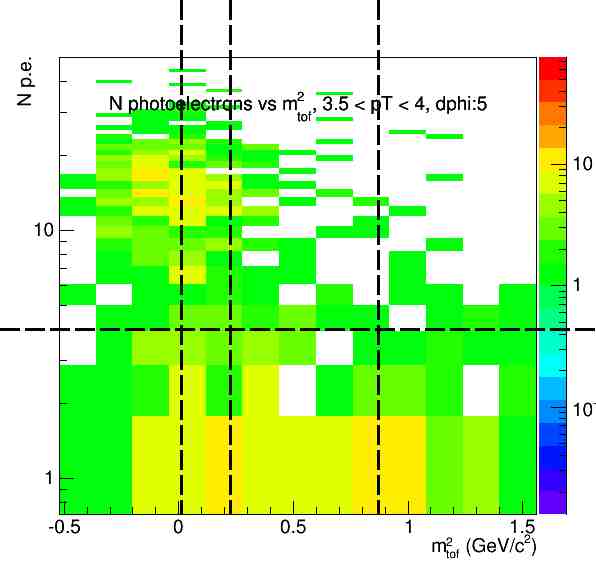 N photoelectrons vs m²tof, 3.5 < pT < 4, dphi:5
N p.e.
10
1
-0.5 0 0.5 1 1.5
m²tof (GeV/c²)
10
1
10⁻